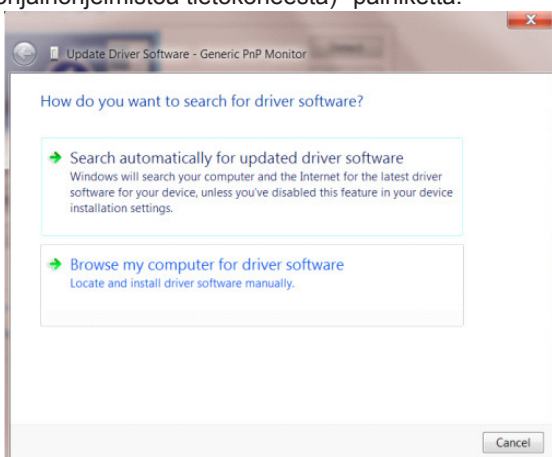 ohjainohjelmistoa tietokoneesta)" painiketta.
Update Driver Software - Generic PnP Monitor
How do you want to search for driver software?
Search automatically for updated driver software
Windows will search your computer and the Internet for the latest driver
software for your device, unless you've disabled this feature in your device
installation settings.
Browse my computer for driver software
Locate and install driver software manually.
Cancel